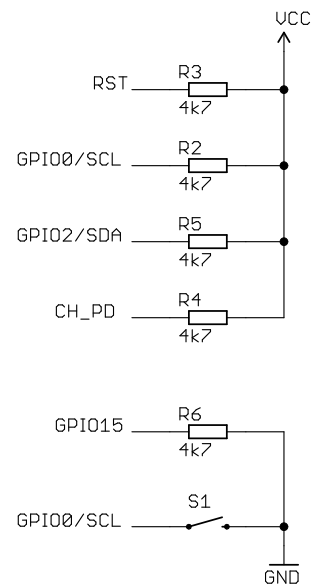 VCC
R3
RST
4k7
R2
GPIO0/SCL
4k7
R5
GPIO2/SDA
4k7
R4
CH_PD
4k7
R6
GPIO15
4k7
S1
GPIO0/SCL
GND